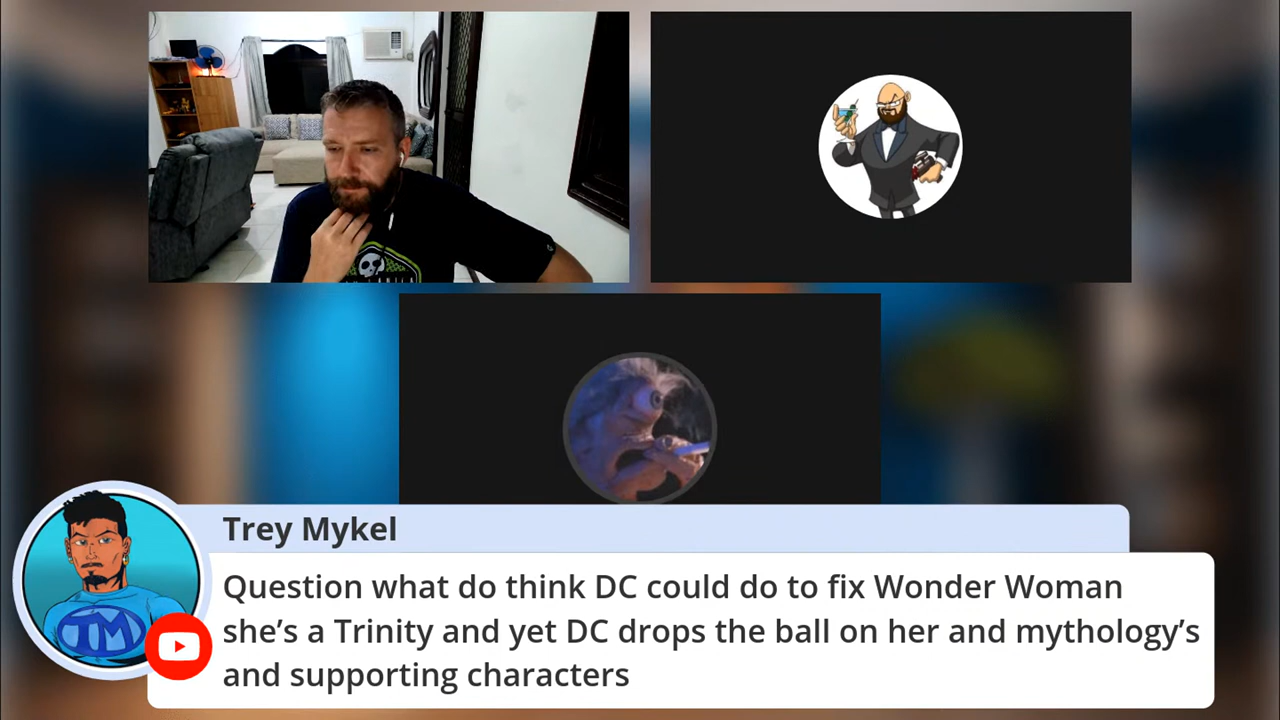 Trey Mykel
Question what do think DC could do to fix Wonder Woman
she’s a Trinity and yet DC drops the ball on her and mythology’s
and supporting characters
TM